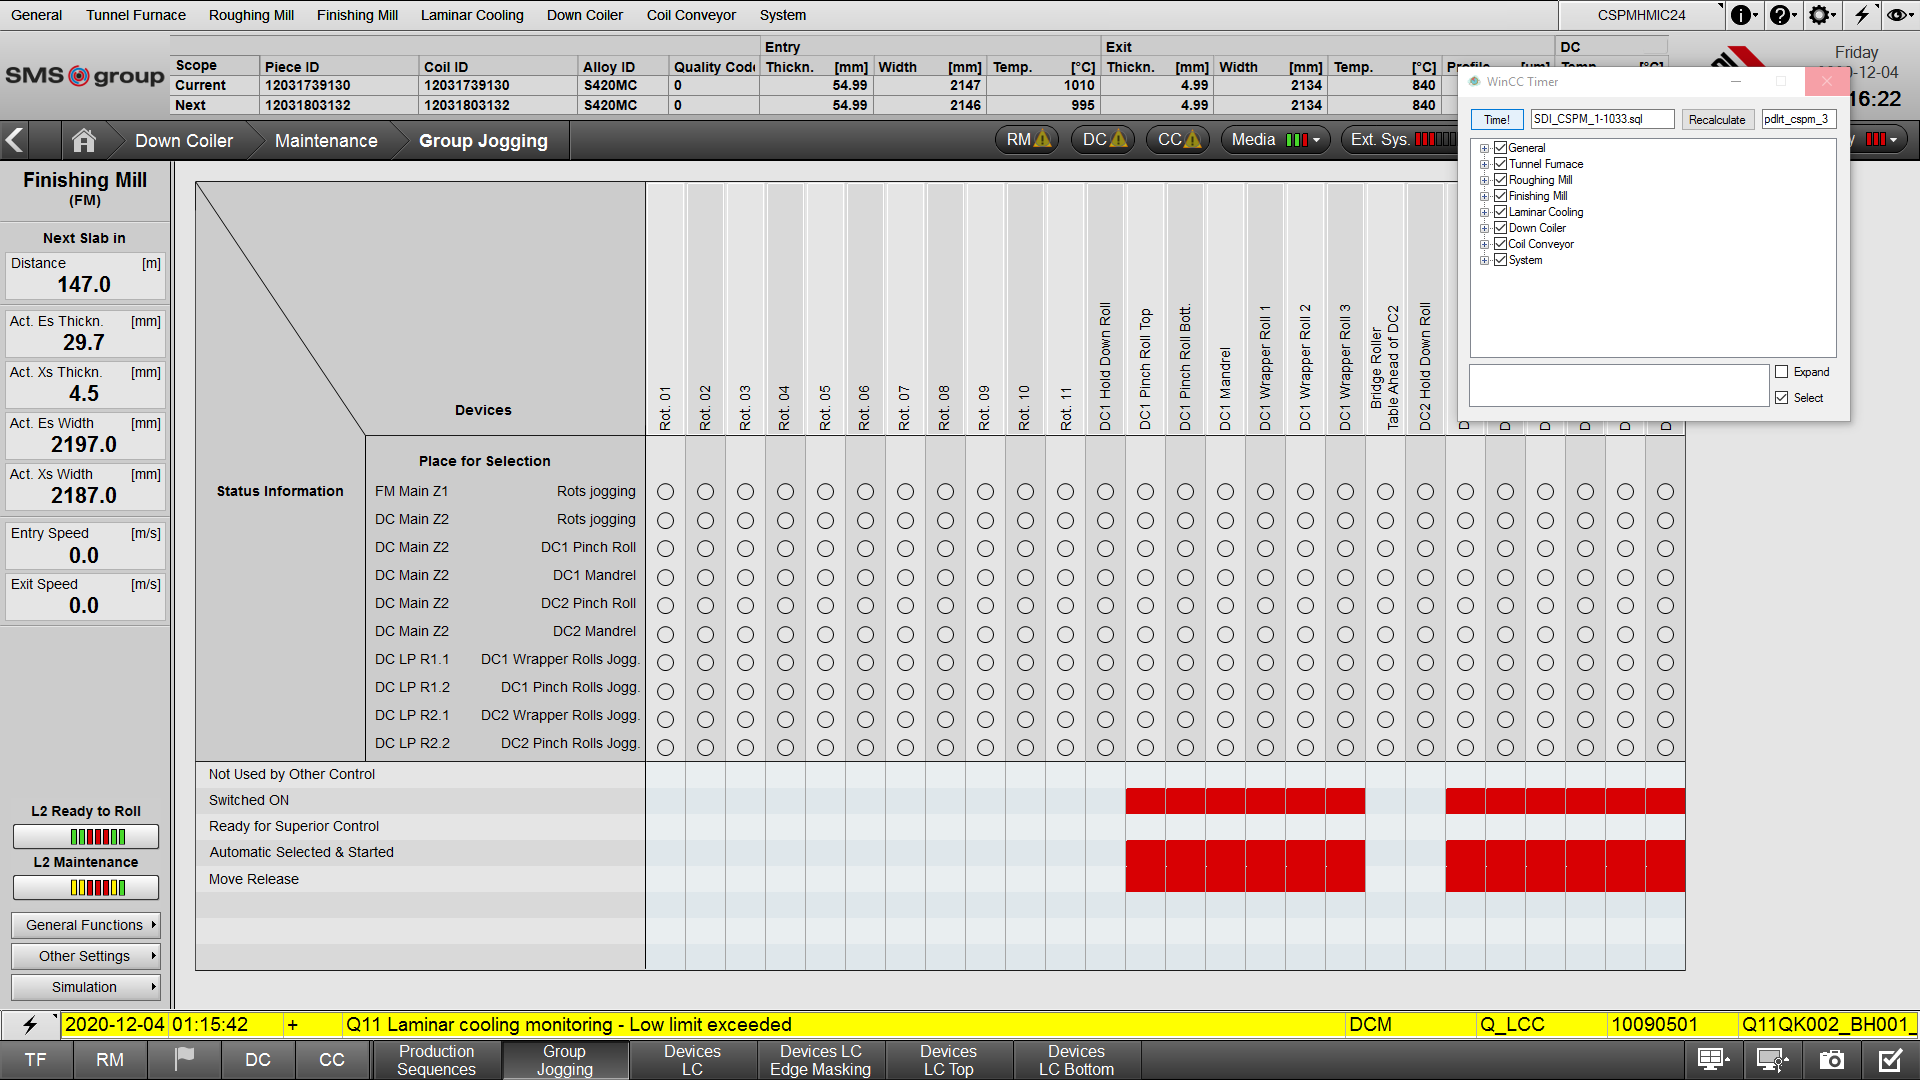 General Tunnel Furnace Roughing Mill Finishing Mill Laminar Cooling Down Coiler Coil Conveyor System CSPMHMIC24
SMS group
Entry Exit DC
Scope Piece ID Coil ID Alloy ID Quality Code Thickn. [mm] Width [mm] Temp. [°C] Thickn. [mm] Width [mm] Temp. [°C]
Current 12031739130 12031739130 S420MC 0 54.99 2147 1010 4.99 2134 840
Next 12031803132 12031803132 S420MC 0 54.99 2146 995 4.99 2134 840
Friday
-12-04
16:22
Down Coiler Maintenance Group Jogging RM DC CC Media Ext. Sys.
WinCC Timer
Time! SDI_CSPM_1-1033.sql Recalculate pdlrt_cspm_3
General
Tunnel Furnace
Roughing Mill
Finishing Mill
Laminar Cooling
Down Coiler
Coil Conveyor
System
Expand
Select
Finishing Mill
(FM)
Next Slab in
Distance [m]
147.0
Act. Es Thickn. [mm]
29.7
Act. Xs Thickn. [mm]
4.5
Act. Es Width [mm]
2197.0
Act. Xs Width [mm]
2187.0
Entry Speed [m/s]
0.0
Exit Speed [m/s]
0.0
L2 Ready to Roll
L2 Maintenance
General Functions
Other Settings
Simulation
Devices
Rot. 01
Rot. 02
Rot. 03
Rot. 04
Rot. 05
Rot. 06
Rot. 07
Rot. 08
Rot. 09
Rot. 10
Rot. 11
DC1 Hold Down Roll
DC1 Pinch Roll Top
DC1 Pinch Roll Bott.
DC1 Mandrel
DC1 Wrapper Roll 1
DC1 Wrapper Roll 2
DC1 Wrapper Roll 3
Bridge Roller
Table Ahead of DC2
DC2 Hold Down Roll
Place for Selection
Status Information
FM Main Z1 Rots jogging
DC Main Z2 Rots jogging
DC Main Z2 DC1 Pinch Roll
DC Main Z2 DC1 Mandrel
DC Main Z2 DC2 Pinch Roll
DC Main Z2 DC2 Mandrel
DC LP R1.1 DC1 Wrapper Rolls Jogg.
DC LP R1.2 DC1 Pinch Rolls Jogg.
DC LP R2.1 DC2 Wrapper Rolls Jogg.
DC LP R2.2 DC2 Pinch Rolls Jogg.
Not Used by Other Control
Switched ON
Ready for Superior Control
Automatic Selected & Started
Move Release
2020-12-04 01:15:42 + Q11 Laminar cooling monitoring - Low limit exceeded DCM Q_LCC 10090501 Q11QK002_BH001_
TF RM DC CC
Production
Sequences
Group
Jogging
Devices
LC
Devices LC
Edge Masking
Devices
LC Top
Devices
LC Bottom